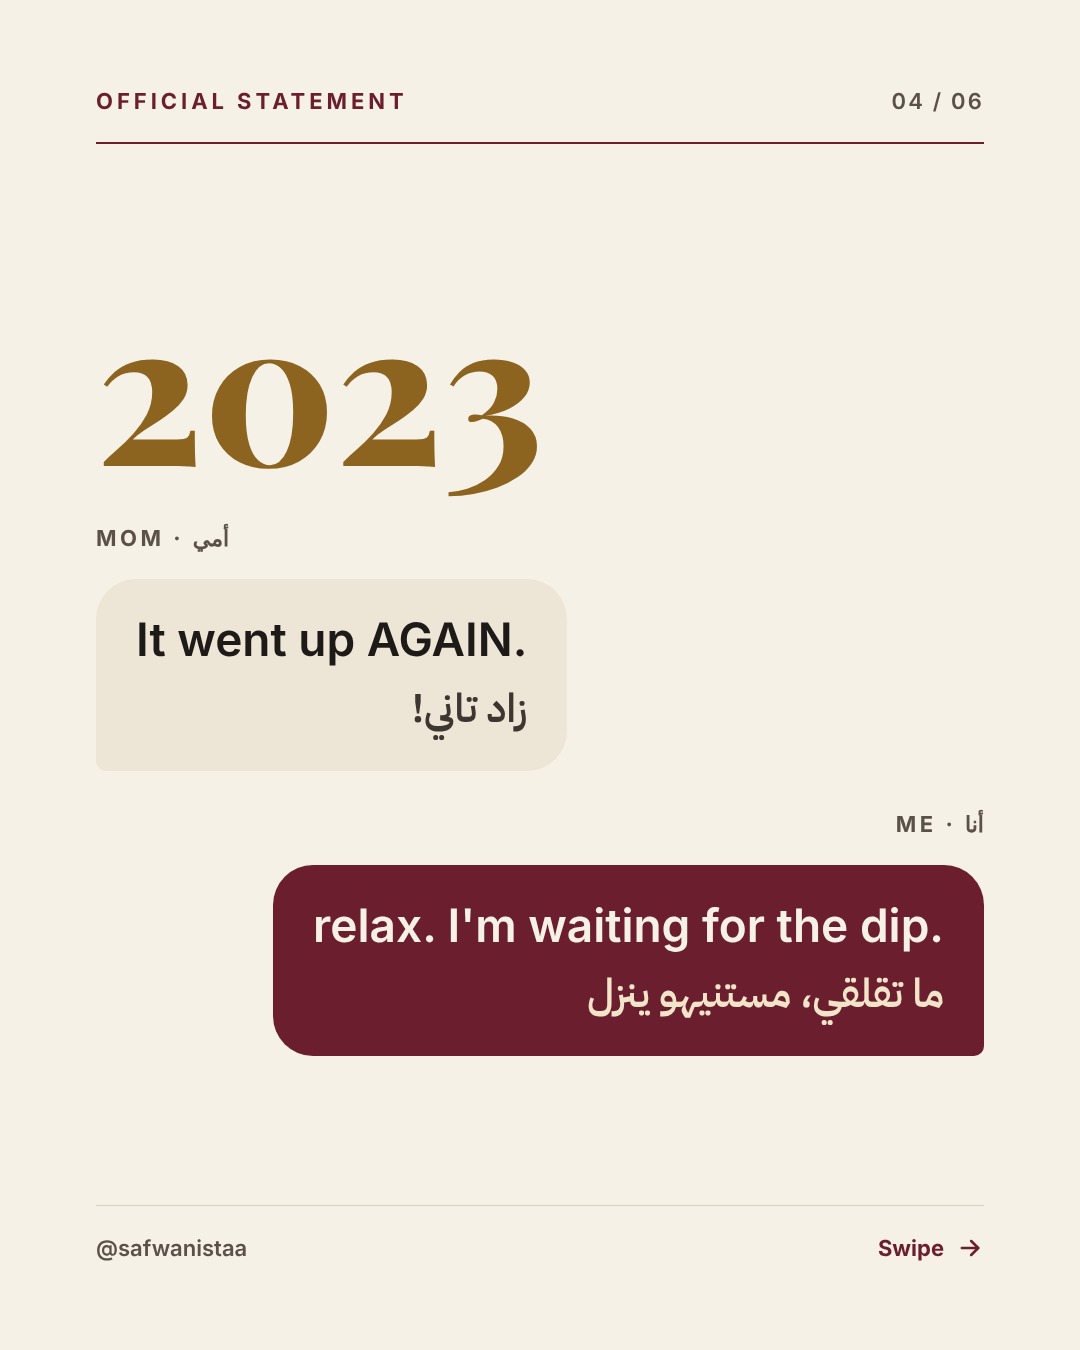 OFFICIAL STATEMENT
04 / 06
2023
MOM · أمي
It went up AGAIN.
زاد تاني!
ME · أنا
relax. I'm waiting for the dip.
ما تقلقي، مستنيهو ينزل
@safwanistaa
Swipe →